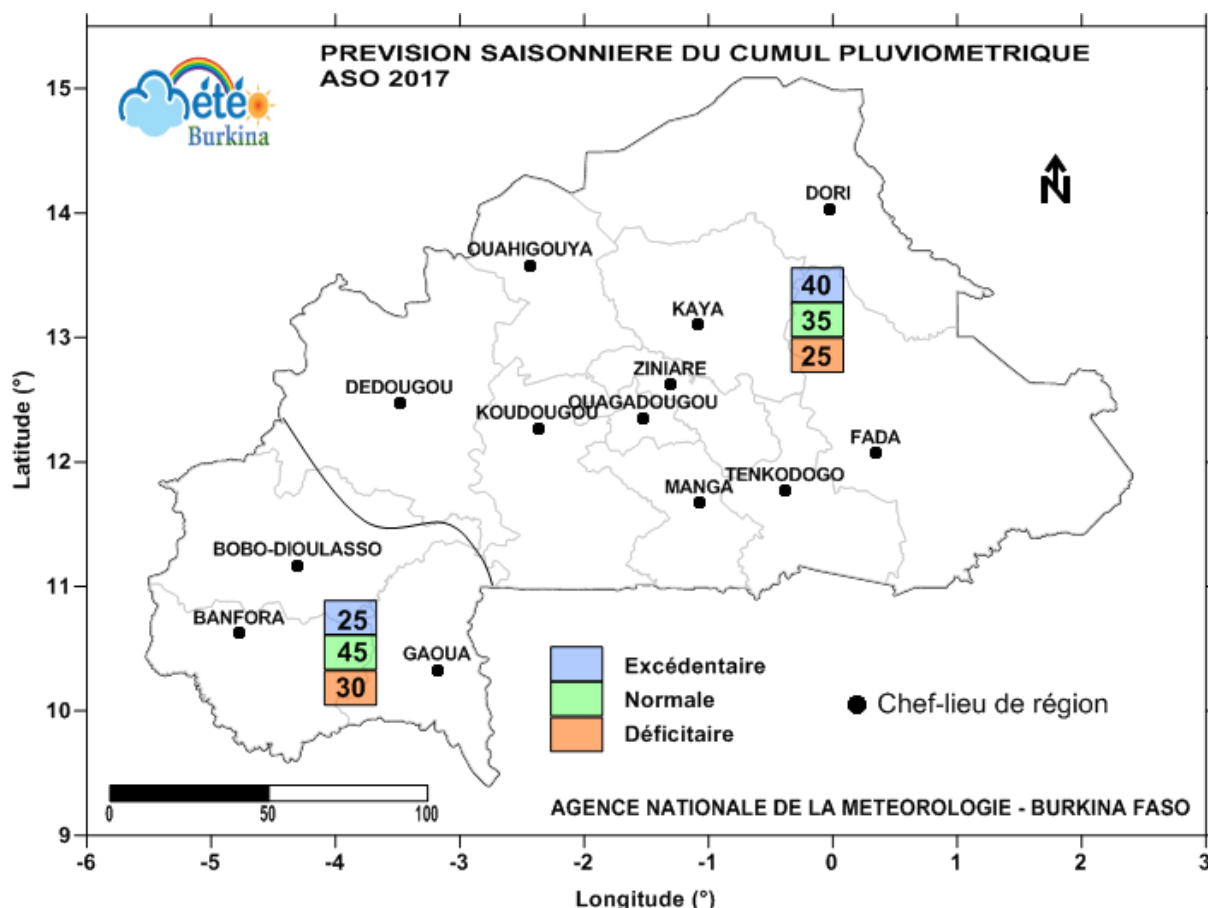 PREVISION SAISONNIERE DU CUMUL PLUVIOMETRIQUE
ASO 2017
étéo
Burkina
N
DORI
OUAHIGOUYA
40
35
25
KAYA
ZINIARE
DEDOUGOU
OUAGADOUGOU
KOUDOUGOU
FADA
TENKODOGO
MANGA
BOBO-DIOULASSO
BANFORA
25
45
30
GAOUA
Excédentaire
Normale
Déficitaire
Chef-lieu de région
0 50 100
AGENCE NATIONALE DE LA METEOROLOGIE - BURKINA FASO
15
14
13
12
11
10
9
Latitude (°)
-6 -5 -4 -3 -2 -1 0 1 2 3
Longitude (°)